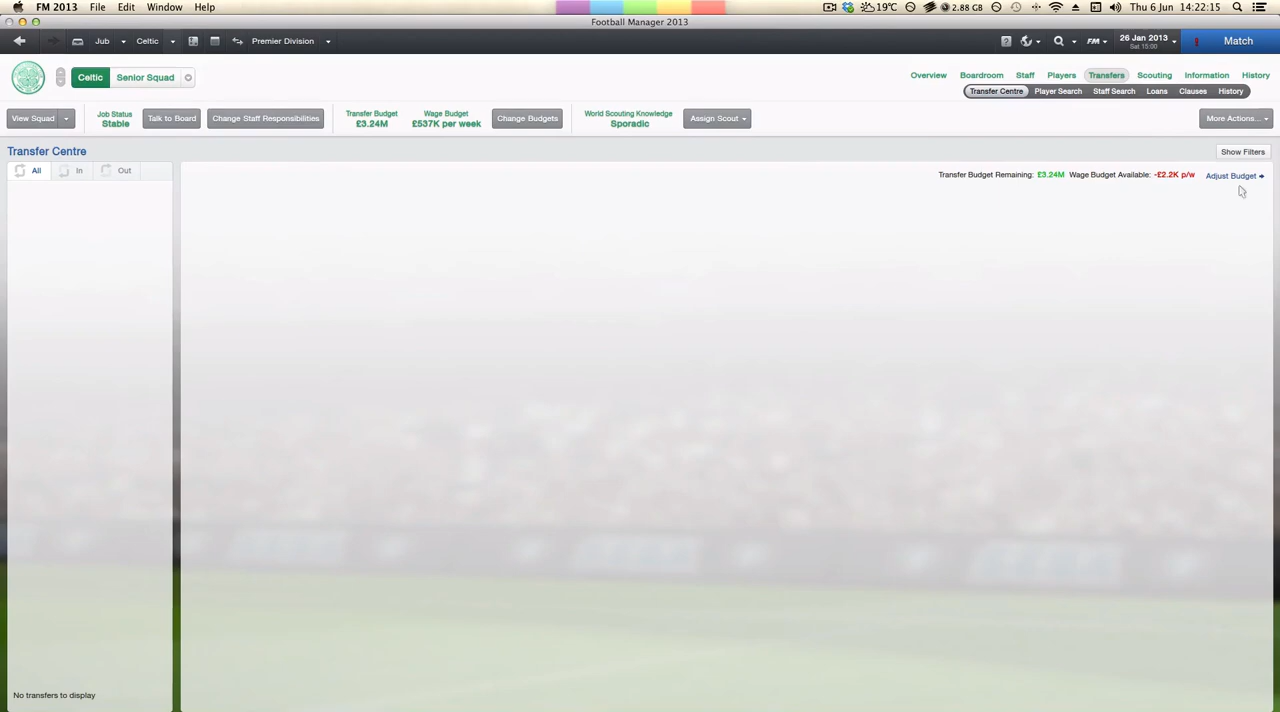 FM 2013 File Edit Window Help 19°C 2.88 GB Thu 6 Jun 14:22:15
Football Manager 2013
Job Celtic Premier Division ? FM 26 Jan 2013 Match
Sat 15:00
Celtic Senior Squad Overview Boardroom Staff Players Transfers Scouting Information History
Transfer Centre Player Search Staff Search Loans Clauses History
View Squad Job Status Talk to Board Change Staff Responsibilities Transfer Budget Wage Budget Change Budgets World Scouting Knowledge Assign Scout More Actions...
Stable £3.24M £537K per week Sporadic
Transfer Centre Show Filters
All In Out Transfer Budget Remaining: £3.24M Wage Budget Available: -£2.2K p/w Adjust Budget
No transfers to display